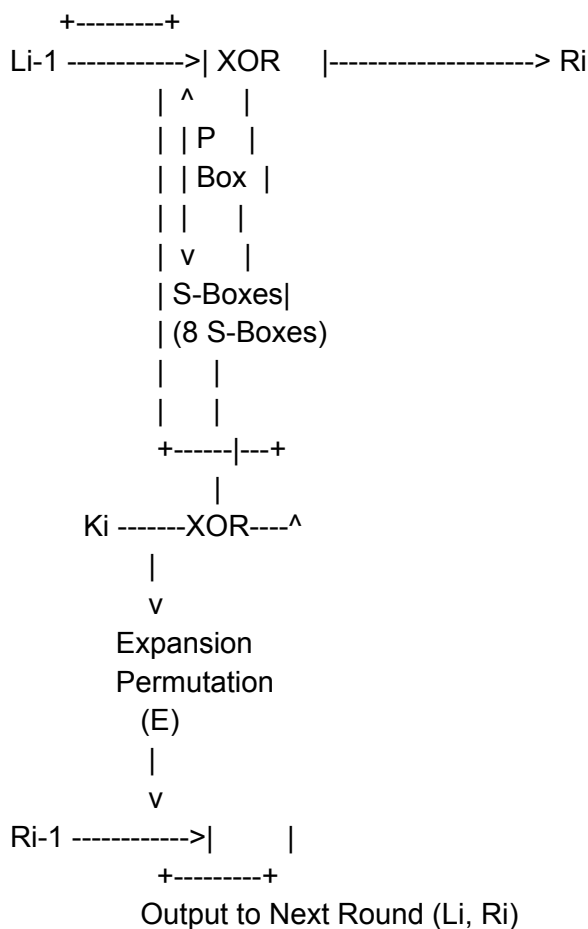 +---------+
Li-1 ------------>| XOR |---------------------> Ri
| ^ |
| | P |
| | Box |
| | |
| v |
| S-Boxes|
| (8 S-Boxes)
| |
| |
+------|---+
|
Ki -------XOR----^
|
v
Expansion
Permutation
(E)
|
v
Ri-1 ------------>| |
+---------+
Output to Next Round (Li, Ri)